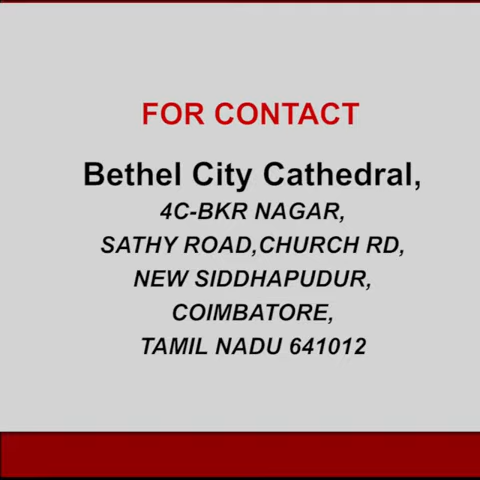 FOR CONTACT
Bethel City Cathedral,
4C-BKR NAGAR,
SATHY ROAD,CHURCH RD,
NEW SIDDHAPUDUR,
COIMBATORE,
TAMIL NADU 641012